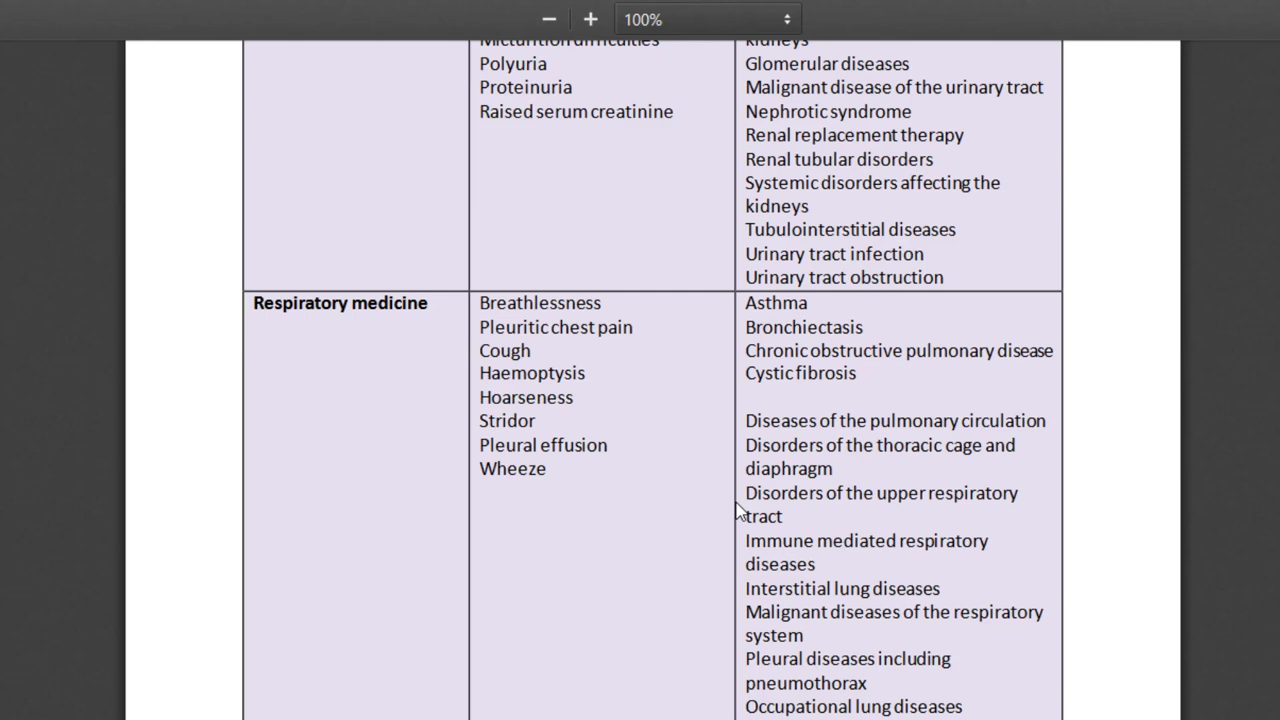 100%
Micturition difficulties
Polyuria
Proteinuria
Raised serum creatinine
kidneys
Glomerular diseases
Malignant disease of the urinary tract
Nephrotic syndrome
Renal replacement therapy
Renal tubular disorders
Systemic disorders affecting the
kidneys
Tubulointerstitial diseases
Urinary tract infection
Urinary tract obstruction
Respiratory medicine
Breathlessness
Pleuritic chest pain
Cough
Haemoptysis
Hoarseness
Stridor
Pleural effusion
Wheeze
Asthma
Bronchiectasis
Chronic obstructive pulmonary disease
Cystic fibrosis
Diseases of the pulmonary circulation
Disorders of the thoracic cage and
diaphragm
Disorders of the upper respiratory
tract
Immune mediated respiratory
diseases
Interstitial lung diseases
Malignant diseases of the respiratory
system
Pleural diseases including
pneumothorax
Occupational lung diseases